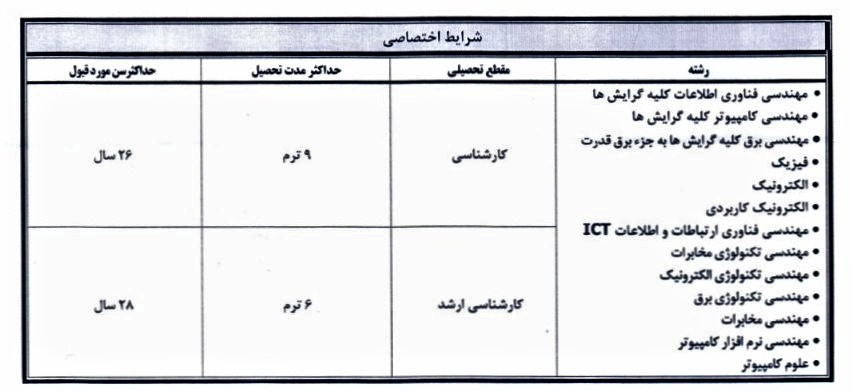 شرایط اختصاصی
رشته
مقطع تحصیلی
حداکثر مدت تحصیل
حداکثرسن مورد قبول
• مهندسی فناوری اطلاعات کلیه گرایش ها
• مهندسی کامپیوتر کلیه گرایش ها
• مهندسی برق کلیه گرایش ها به جزء برق قدرت
• فیزیک
• الکترونیک
• الکترونیک کاربردی
• مهندسی فناوری ارتباطات و اطلاعات ICT
• مهندسی تکنولوژی مخابرات
• مهندسی تکنولوژی الکترونیک
• مهندسی تکنولوژی برق
• مهندسی مخابرات
• مهندسی نرم افزار کامپیوتر
• علوم کامپیوتر
کارشناسی
۹ ترم
۲۶ سال
کارشناسی ارشد
۶ ترم
۲۸ سال